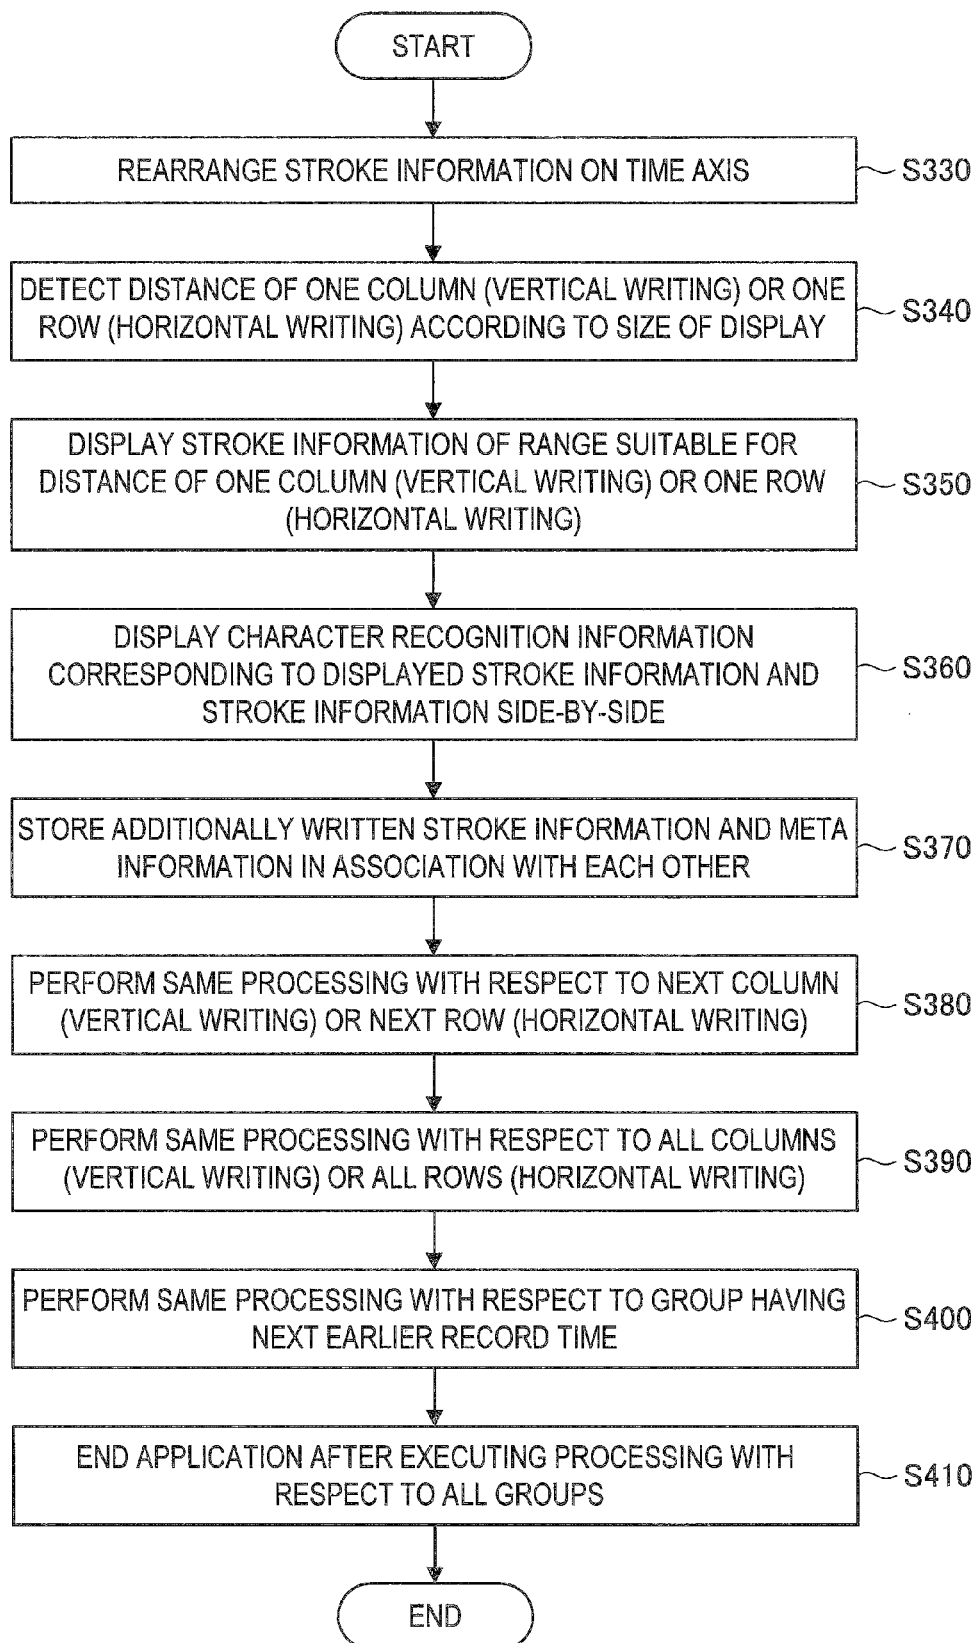 START
REARRANGE STROKE INFORMATION ON TIME AXIS
S330
DETECT DISTANCE OF ONE COLUMN (VERTICAL WRITING) OR ONE
ROW (HORIZONTAL WRITING) ACCORDING TO SIZE OF DISPLAY
S340
DISPLAY STROKE INFORMATION OF RANGE SUITABLE FOR
DISTANCE OF ONE COLUMN (VERTICAL WRITING) OR ONE ROW
(HORIZONTAL WRITING)
S350
DISPLAY CHARACTER RECOGNITION INFORMATION
CORRESPONDING TO DISPLAYED STROKE INFORMATION AND
STROKE INFORMATION SIDE-BY-SIDE
S360
STORE ADDITIONALLY WRITTEN STROKE INFORMATION AND META
INFORMATION IN ASSOCIATION WITH EACH OTHER
S370
PERFORM SAME PROCESSING WITH RESPECT TO NEXT COLUMN
(VERTICAL WRITING) OR NEXT ROW (HORIZONTAL WRITING)
S380
PERFORM SAME PROCESSING WITH RESPECT TO ALL COLUMNS
(VERTICAL WRITING) OR ALL ROWS (HORIZONTAL WRITING)
S390
PERFORM SAME PROCESSING WITH RESPECT TO GROUP HAVING
NEXT EARLIER RECORD TIME
S400
END APPLICATION AFTER EXECUTING PROCESSING WITH
RESPECT TO ALL GROUPS
S410
END